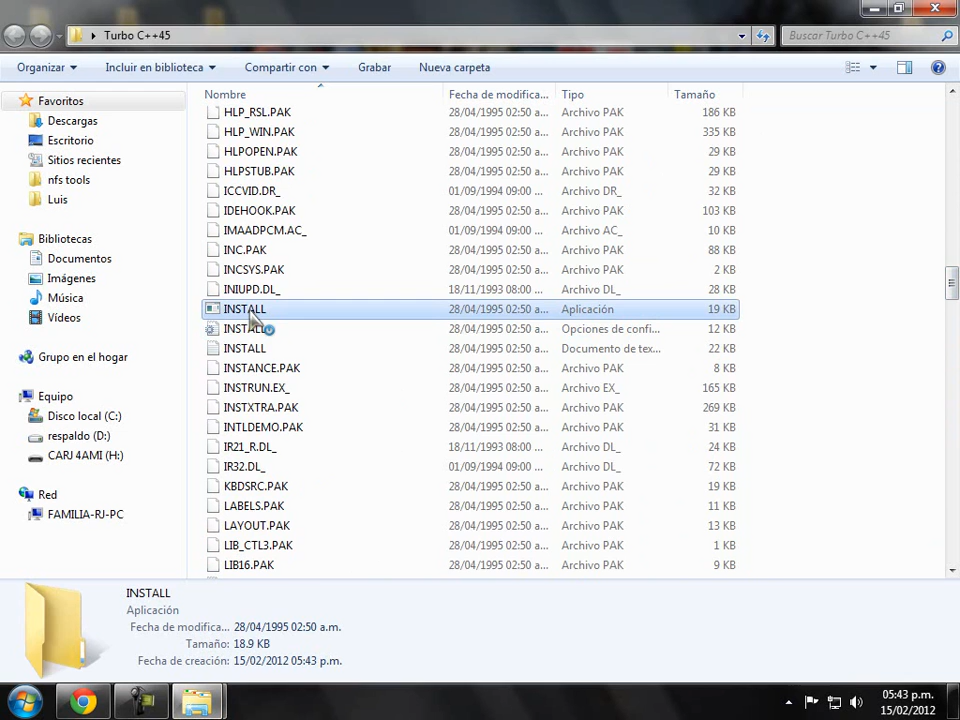 Turbo C++45
Buscar Turbo C++45
Organizar Incluir en biblioteca Compartir con Grabar Nueva carpeta
Favoritos
Descargas
Escritorio
Sitios recientes
nfs tools
Luis
Bibliotecas
Documentos
Imágenes
Música
Vídeos
Grupo en el hogar
Equipo
Disco local (C:)
respaldo (D:)
CARJ 4AMI (H:)
Red
FAMILIA-RJ-PC
Nombre Fecha de modifica... Tipo Tamaño
HLP_RSL.PAK 28/04/1995 02:50 a... Archivo PAK 186 KB
HLP_WIN.PAK 28/04/1995 02:50 a... Archivo PAK 335 KB
HLPOPEN.PAK 28/04/1995 02:50 a... Archivo PAK 29 KB
HLPSTUB.PAK 28/04/1995 02:50 a... Archivo PAK 29 KB
ICCVID.DR_ 01/09/1994 09:00 ... Archivo DR_ 32 KB
IDEHOOK.PAK 28/04/1995 02:50 a... Archivo PAK 103 KB
IMAADPCM.AC_ 01/09/1994 09:00 ... Archivo AC_ 10 KB
INC.PAK 28/04/1995 02:50 a... Archivo PAK 88 KB
INCSYS.PAK 28/04/1995 02:50 a... Archivo PAK 2 KB
INIUPD.DL_ 18/11/1993 08:00 ... Archivo DL_ 28 KB
INSTALL 28/04/1995 02:50 a... Aplicación 19 KB
INSTALL 28/04/1995 02:50 a... Opciones de confi... 12 KB
INSTALL 28/04/1995 02:50 a... Documento de tex... 22 KB
INSTANCE.PAK 28/04/1995 02:50 a... Archivo PAK 8 KB
INSTRUN.EX_ 28/04/1995 02:50 a... Archivo EX_ 165 KB
INSTXTRA.PAK 28/04/1995 02:50 a... Archivo PAK 269 KB
INTLDEMO.PAK 28/04/1995 02:50 a... Archivo PAK 31 KB
IR21_R.DL_ 18/11/1993 08:00 ... Archivo DL_ 24 KB
IR32.DL_ 01/09/1994 09:00 ... Archivo DL_ 72 KB
KBDSRC.PAK 28/04/1995 02:50 a... Archivo PAK 19 KB
LABELS.PAK 28/04/1995 02:50 a... Archivo PAK 11 KB
LAYOUT.PAK 28/04/1995 02:50 a... Archivo PAK 13 KB
LIB_CTL3.PAK 28/04/1995 02:50 a... Archivo PAK 1 KB
LIB16.PAK 28/04/1995 02:50 a... Archivo PAK 9 KB
INSTALL
Aplicación
Fecha de modifica... 28/04/1995 02:50 a.m.
Tamaño: 18.9 KB
Fecha de creación: 15/02/2012 05:43 p.m.
05:43 p.m.
15/02/2012